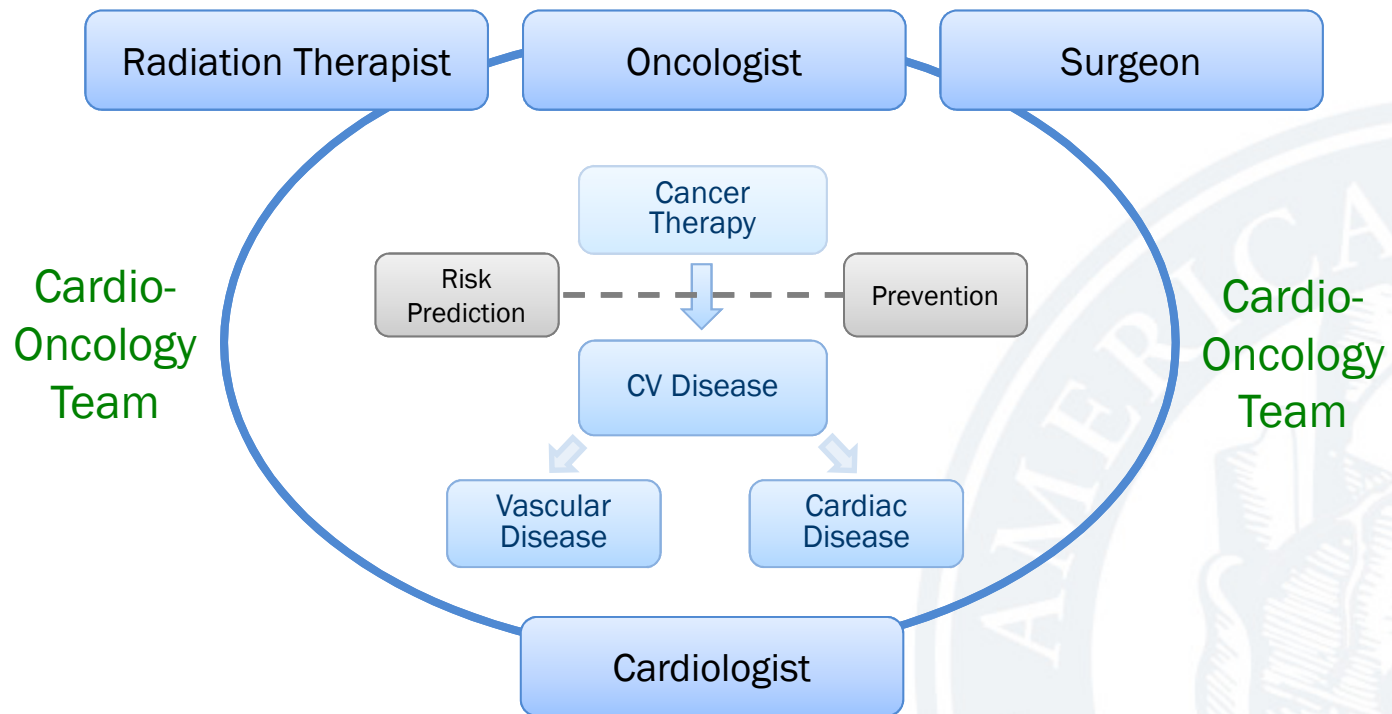 Radiation Therapist
Oncologist
Surgeon
Cancer
Therapy
Risk
Prediction
Prevention
Cardio-
Oncology
Team
Cardio-
Oncology
Team
CV Disease
Vascular
Disease
Cardiac
Disease
Cardiologist
AMERICA